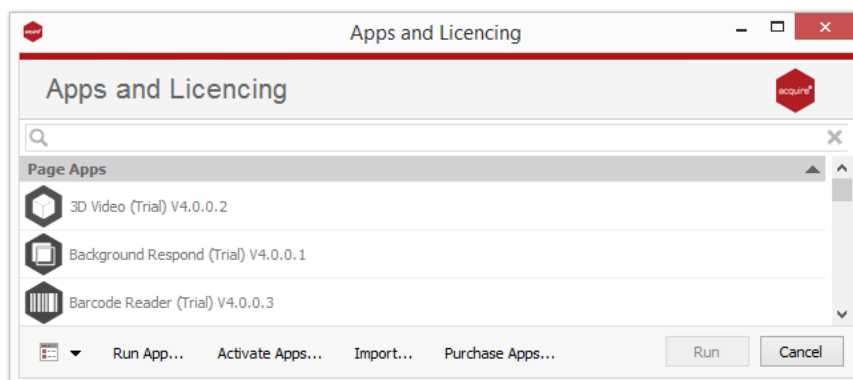 Apps and Licencing
Apps and Licencing
acquire
Page Apps
3D Video (Trial) V4.0.0.2
Background Respond (Trial) V4.0.0.1
Barcode Reader (Trial) V4.0.0.3
Run App... Activate Apps... Import... Purchase Apps... Run Cancel